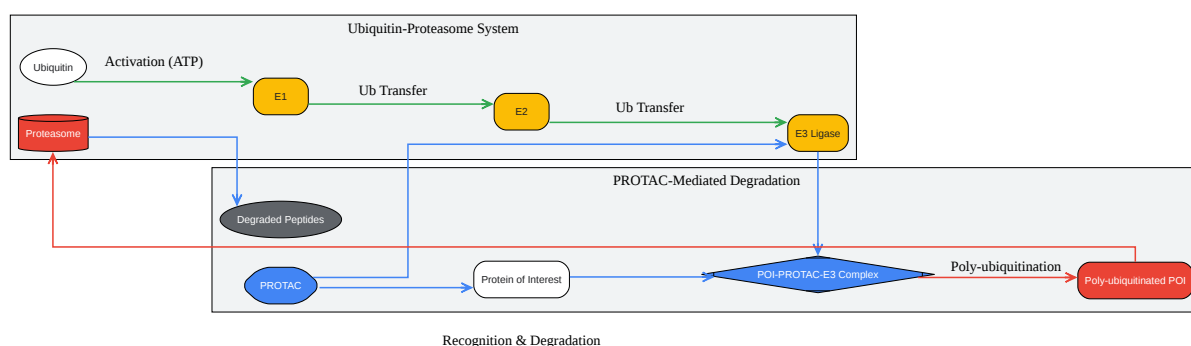 Ubiquitin-Proteasome System
Ubiquitin
Activation (ATP)
E1
Ub Transfer
E2
Ub Transfer
E3 Ligase
Proteasome
PROTAC-Mediated Degradation
Degraded Peptides
PROTAC
Protein of Interest
POI-PROTAC-E3 Complex
Poly-ubiquitination
Poly-ubiquitinated POI
Recognition & Degradation